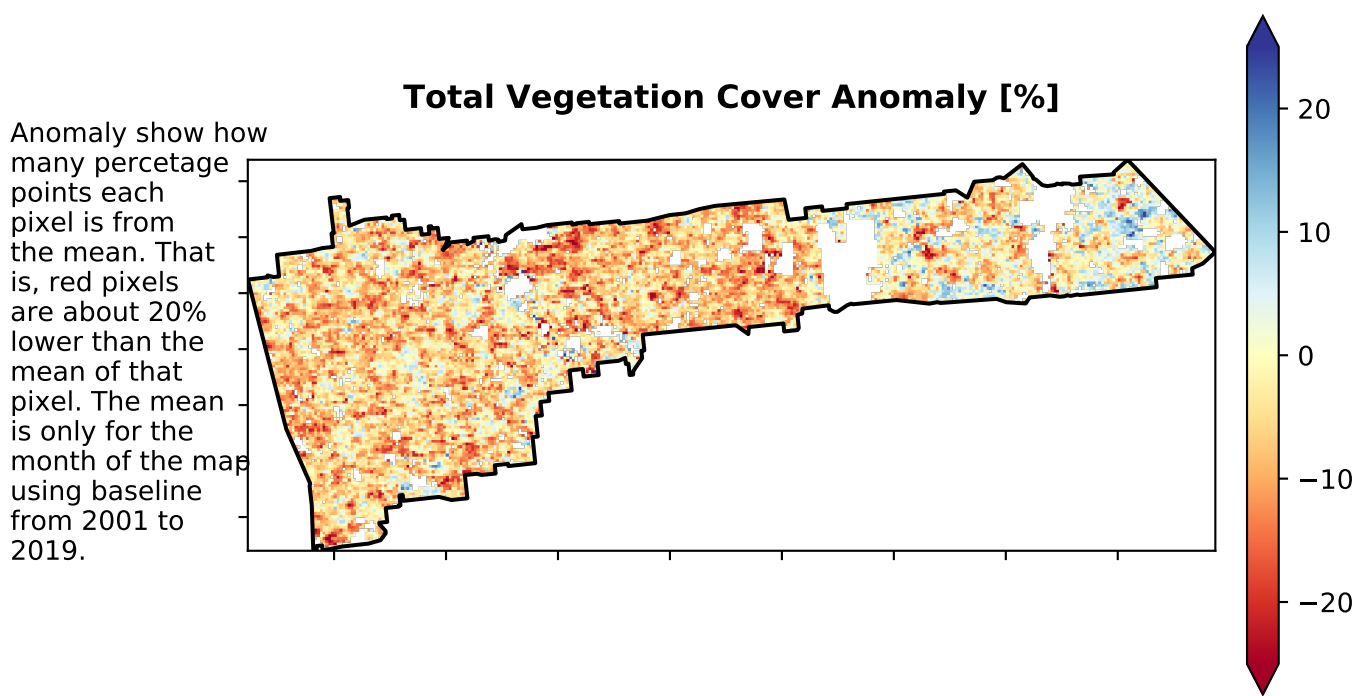 Total Vegetation Cover Anomaly [%]
Anomaly show how
many percetage
points each
pixel is from
the mean. That
is, red pixels
are about 20%
lower than the
mean of that
pixel. The mean
is only for the
month of the map
using baseline
from 2001 to
2019.
20
10
0
−10
−20